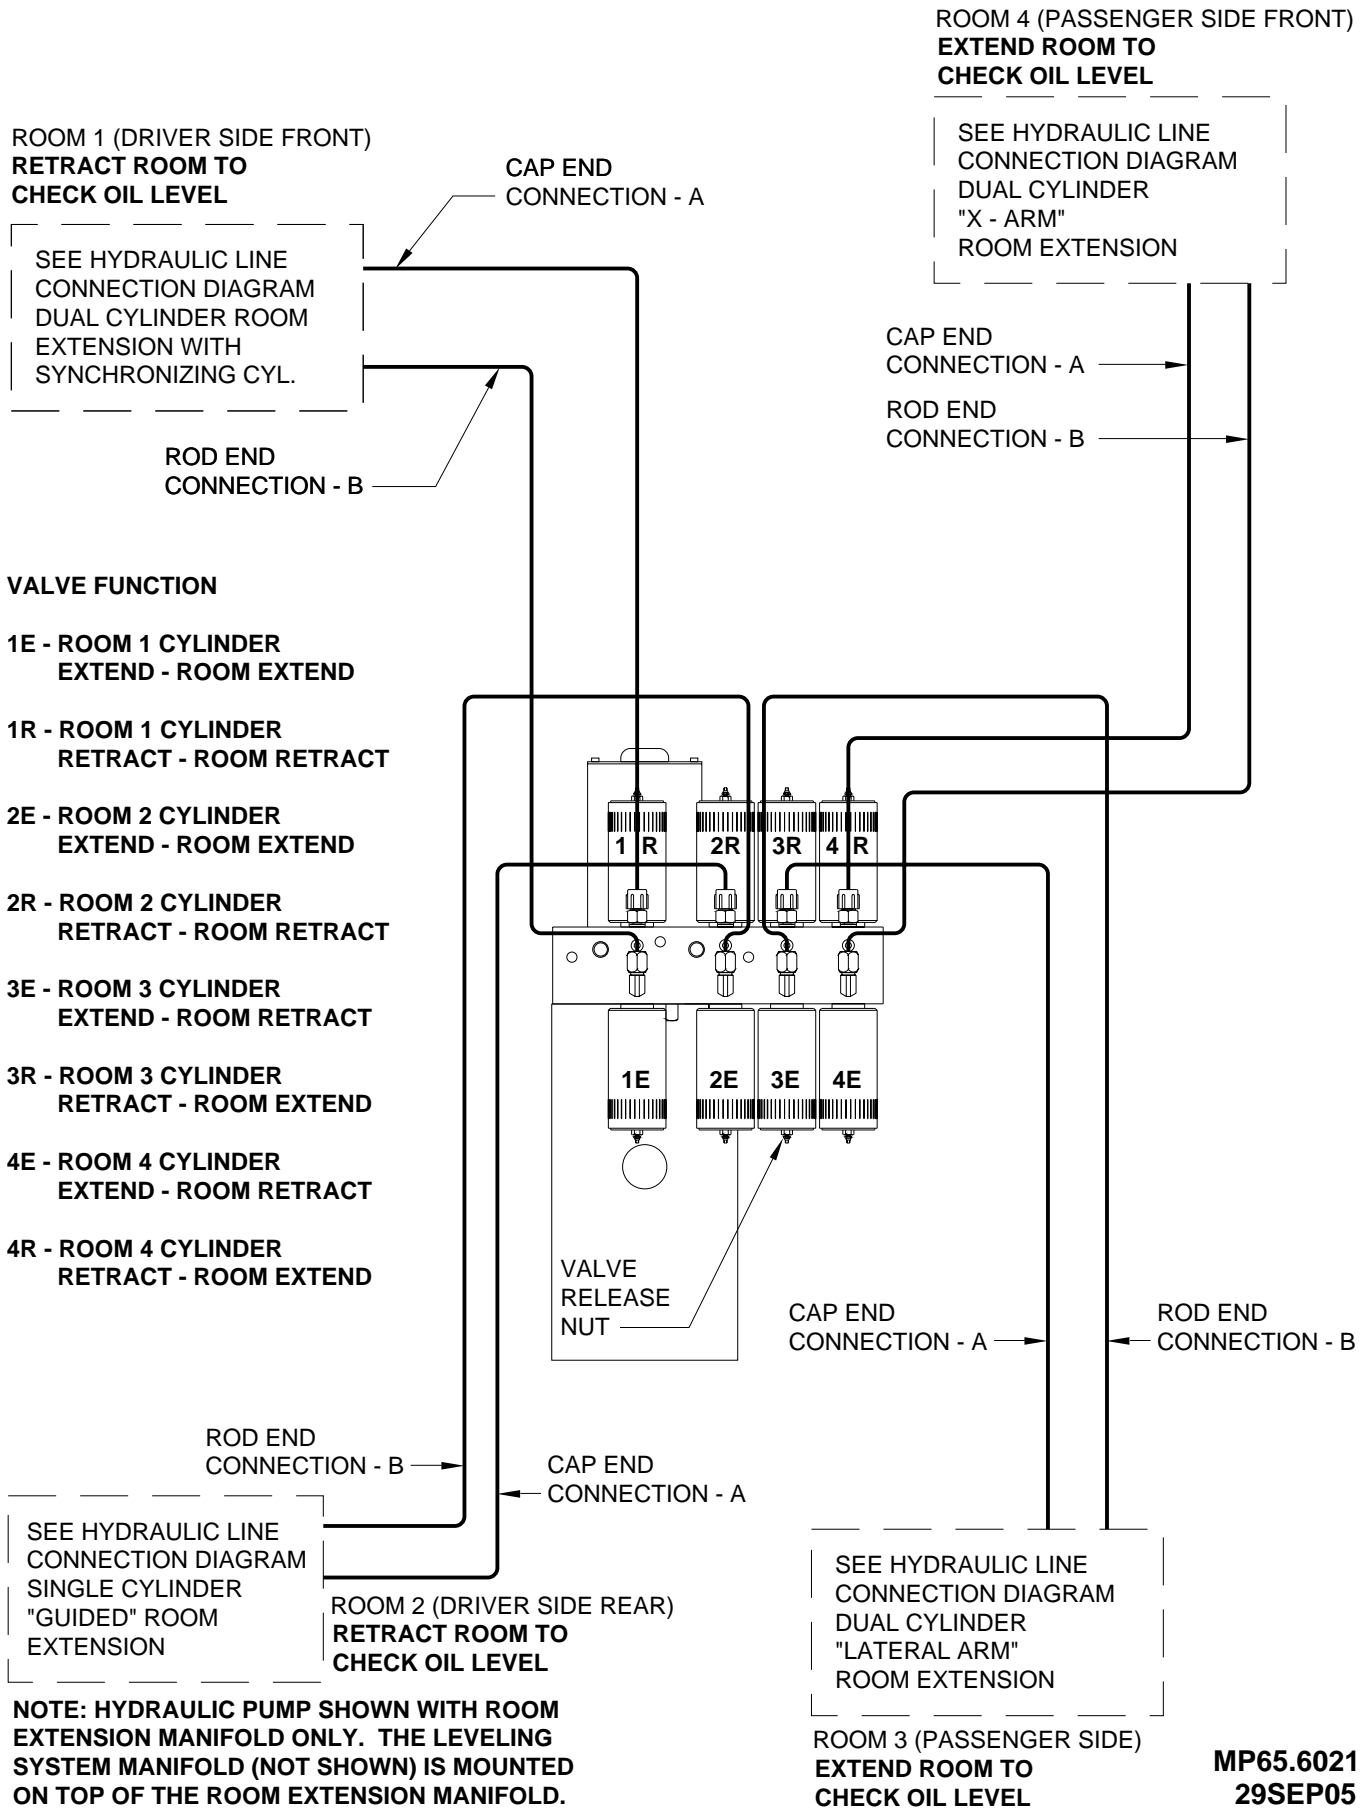 ROOM 4 (PASSENGER SIDE FRONT)
EXTEND ROOM TO
CHECK OIL LEVEL
SEE HYDRAULIC LINE
CONNECTION DIAGRAM
DUAL CYLINDER
"X - ARM"
ROOM EXTENSION
ROOM 1 (DRIVER SIDE FRONT)
RETRACT ROOM TO
CHECK OIL LEVEL
CAP END
CONNECTION - A
SEE HYDRAULIC LINE
CONNECTION DIAGRAM
DUAL CYLINDER ROOM
EXTENSION WITH
SYNCHRONIZING CYL.
CAP END
CONNECTION - A
ROD END
CONNECTION - B
ROD END
CONNECTION - B
VALVE FUNCTION
1E - ROOM 1 CYLINDER
EXTEND - ROOM EXTEND
1R - ROOM 1 CYLINDER
RETRACT - ROOM RETRACT
2E - ROOM 2 CYLINDER
EXTEND - ROOM EXTEND
2R - ROOM 2 CYLINDER
RETRACT - ROOM RETRACT
3E - ROOM 3 CYLINDER
EXTEND - ROOM RETRACT
3R - ROOM 3 CYLINDER
RETRACT - ROOM EXTEND
4E - ROOM 4 CYLINDER
EXTEND - ROOM RETRACT
4R - ROOM 4 CYLINDER
RETRACT - ROOM EXTEND
1 R 2R 3R 4 R
1E 2E 3E 4E
VALVE
RELEASE
NUT
CAP END
CONNECTION - A
ROD END
CONNECTION - B
ROD END
CONNECTION - B
CAP END
CONNECTION - A
SEE HYDRAULIC LINE
CONNECTION DIAGRAM
SINGLE CYLINDER
"GUIDED" ROOM
EXTENSION
ROOM 2 (DRIVER SIDE REAR)
RETRACT ROOM TO
CHECK OIL LEVEL
SEE HYDRAULIC LINE
CONNECTION DIAGRAM
DUAL CYLINDER
"LATERAL ARM"
ROOM EXTENSION
ROOM 3 (PASSENGER SIDE)
EXTEND ROOM TO
CHECK OIL LEVEL
NOTE: HYDRAULIC PUMP SHOWN WITH ROOM
EXTENSION MANIFOLD ONLY. THE LEVELING
SYSTEM MANIFOLD (NOT SHOWN) IS MOUNTED
ON TOP OF THE ROOM EXTENSION MANIFOLD.
MP65.6021
29SEP05